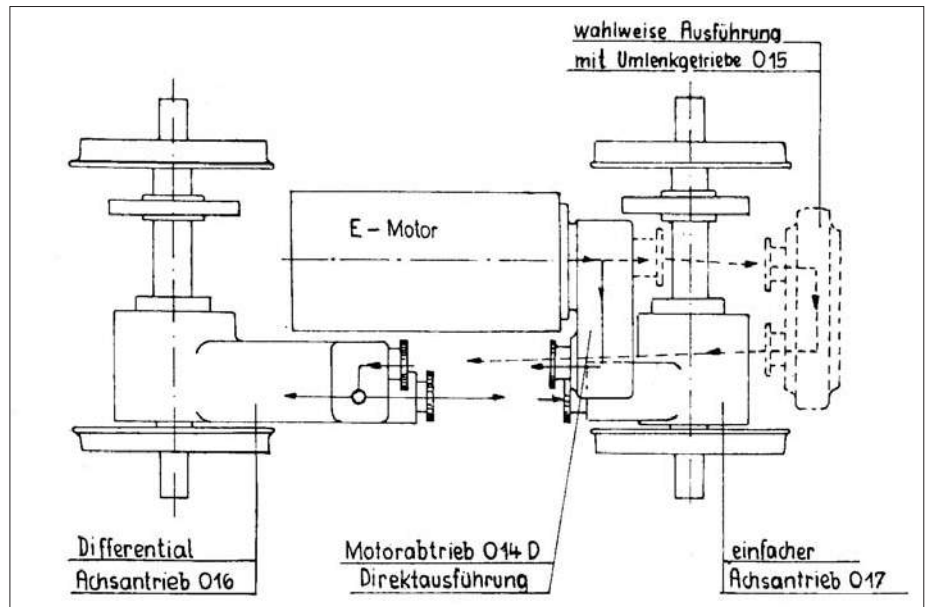 wahlweise Ausführung
mit Umlenkgetriebe 015
E - Motor
Differential
Achsantrieb 016
Motorabtrieb 014 D
Direktausführung
einfacher
Achsantrieb 017